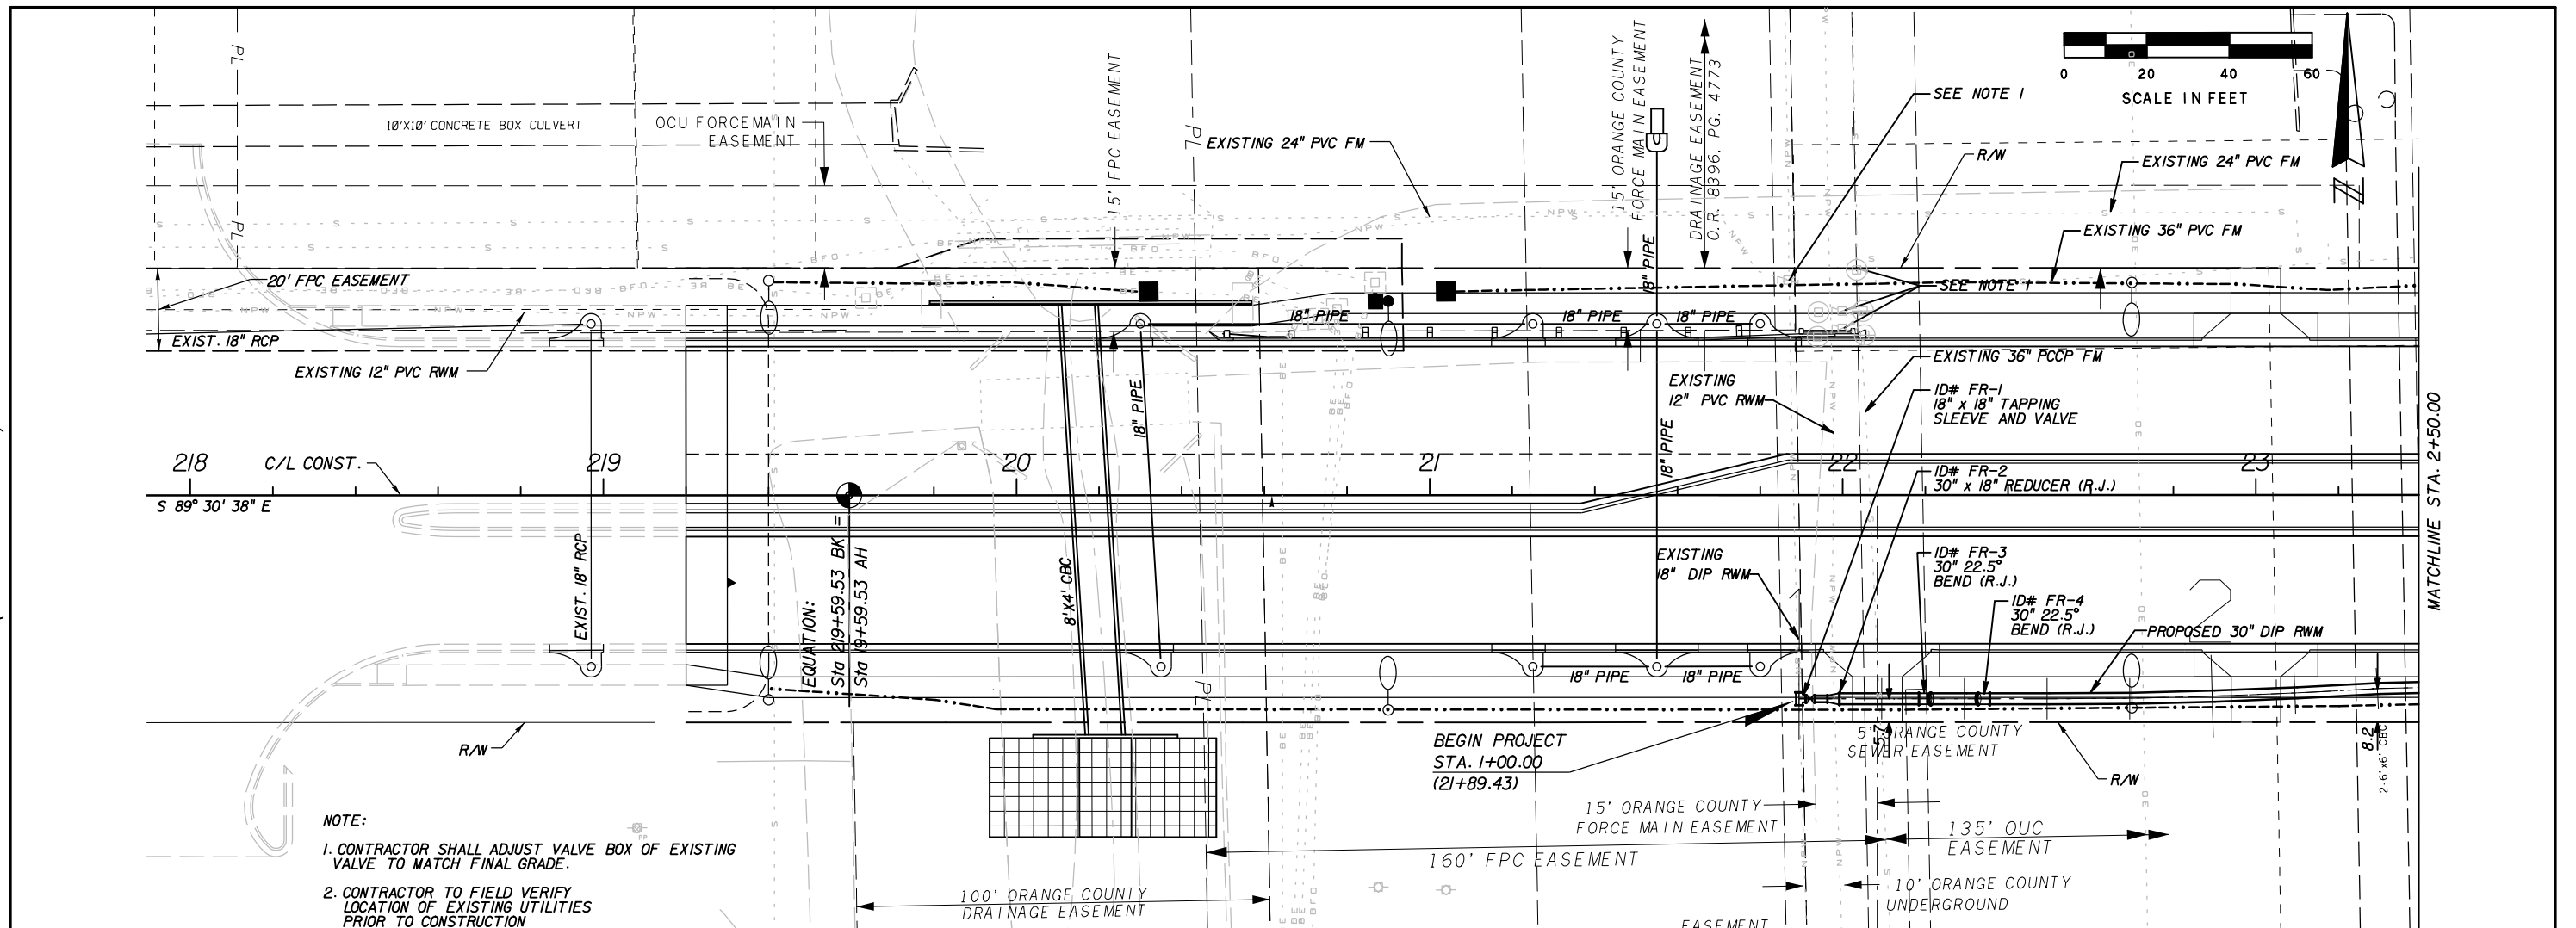 PL
PL
10'X10' CONCRETE BOX CULVERT
OCU FORCEMAIN
EASEMENT
15' FPC EASEMENT
PL
EXISTING 24" PVC FM
15' ORANGE COUNTY
FORCE MAIN EASEMENT
DRAINAGE EASEMENT
O.R. 8396, PG. 4773
SEE NOTE 1
R/W
0 20 40 60
SCALE IN FEET
EXISTING 24" PVC FM
EXISTING 36" PVC FM
SEE NOTE 1
20' FPC EASEMENT
EXIST. 18" RCP
EXISTING 12" PVC RWM
18" PIPE
18" PIPE
18" PIPE
18" PIPE
18" PIPE
18" PIPE
EXISTING 36" PCCP FM
EXISTING
12" PVC RWM
ID# FR-1
18" x 18" TAPPING
SLEEVE AND VALVE
218
C/L CONST.
219
20
21
22
23
S 89° 30' 38" E
ID# FR-2
30" x 18" REDUCER (R.J.)
EXIST. 18" RCP
EQUATION:
Sta 219+59.53 BK =
Sta 19+59.53 AH
8'X4' CBC
EXISTING
18" DIP RWM
ID# FR-3
30" 22.5°
BEND (R.J.)
ID# FR-4
30" 22.5°
BEND (R.J.)
PROPOSED 30" DIP RWM
MATCHLINE STA. 2+50.00
18" PIPE
18" PIPE
PL
R/W
BEGIN PROJECT
STA. 1+00.00
(21+89.43)
5' ORANGE COUNTY
SEWER EASEMENT
5.7
8.2
2-6'x6' CBC
R/W
15' ORANGE COUNTY
FORCE MAIN EASEMENT
160' FPC EASEMENT
135' OUC
EASEMENT
10' ORANGE COUNTY
UNDERGROUND
EASEMENT
100' ORANGE COUNTY
DRAINAGE EASEMENT
PP
NOTE:
1. CONTRACTOR SHALL ADJUST VALVE BOX OF EXISTING
VALVE TO MATCH FINAL GRADE.
2. CONTRACTOR TO FIELD VERIFY
LOCATION OF EXISTING UTILITIES
PRIOR TO CONSTRUCTION